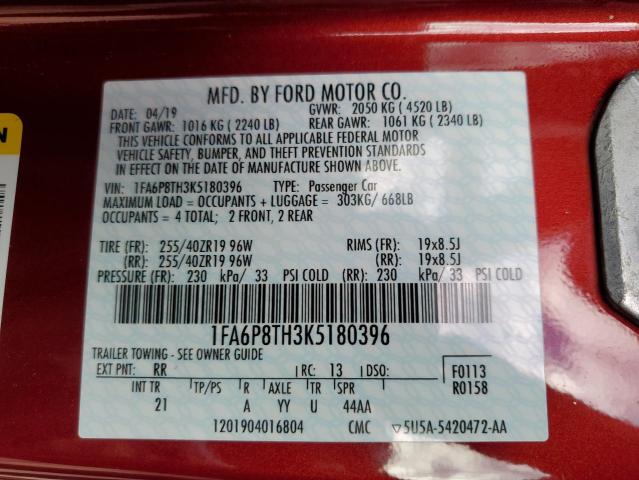 MFD. BY FORD MOTOR CO.
DATE: 04/19 GVWR: 2050 KG ( 4520 LB)
FRONT GAWR: 1016 KG ( 2240 LB) REAR GAWR: 1061 KG ( 2340 LB)
THIS VEHICLE CONFORMS TO ALL APPLICABLE FEDERAL MOTOR
VEHICLE SAFETY, BUMPER, AND THEFT PREVENTION STANDARDS
IN EFFECT ON THE DATE OF MANUFACTURE SHOWN ABOVE.
VIN: 1FA6P8TH3K5180396 TYPE: Passenger Car
MAXIMUM LOAD = OCCUPANTS + LUGGAGE = 303KG/ 668LB
OCCUPANTS = 4 TOTAL; 2 FRONT, 2 REAR
TIRE (FR): 255/40ZR19 96W RIMS (FR): 19x8.5J
(RR): 255/40ZR19 96W (RR): 19x8.5J
PRESSURE (FR): 230 kPa/ 33 PSI COLD (RR): 230 kPa/ 33 PSI COLD
1FA6P8TH3K5180396
TRAILER TOWING - SEE OWNER GUIDE
EXT PNT: RR RC: 13 DSO: F0113
INT TR TP/PS R AXLE TR SPR R0158
21 A YY U 44AA
1201904016804 CMC ▽5U5A-5420472-AA